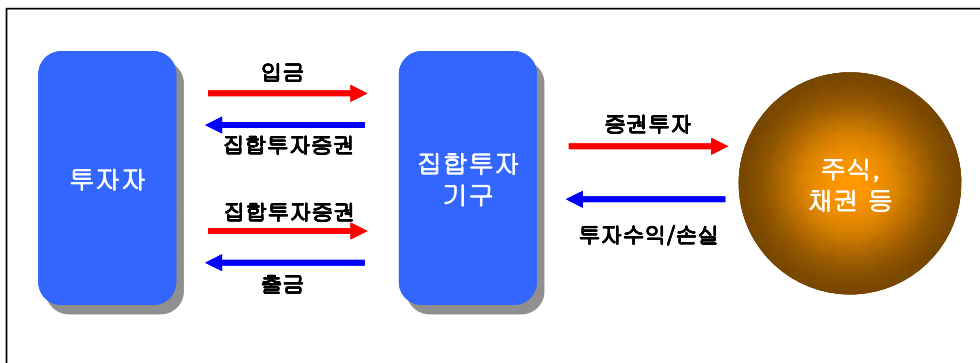 입금
집합투자증권
투자자
집합투자증권
출금
집합투자
기구
증권투자
투자수익/손실
주식,
채권 등